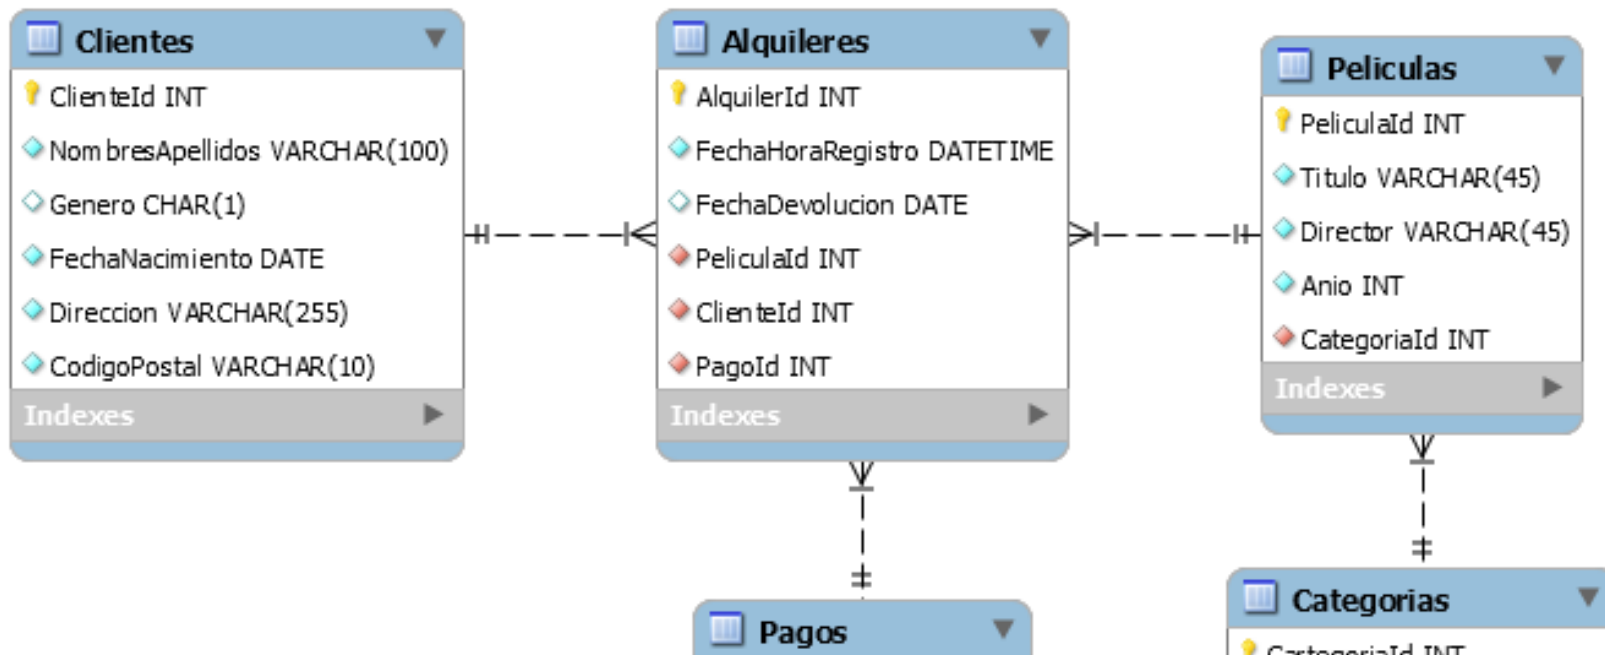 Clientes
ClienteId INT
NombresApellidos VARCHAR(100)
Genero CHAR(1)
FechaNacimiento DATE
Direccion VARCHAR(255)
CodigoPostal VARCHAR(10)
Indexes
Alquileres
AlquilerId INT
FechaHoraRegistro DATETIME
FechaDevolucion DATE
PeliculaId INT
ClienteId INT
PagoId INT
Indexes
Peliculas
PeliculaId INT
Titulo VARCHAR(45)
Director VARCHAR(45)
Anio INT
CategoriaId INT
Indexes
Pagos
Categorias
CartegoriaId INT